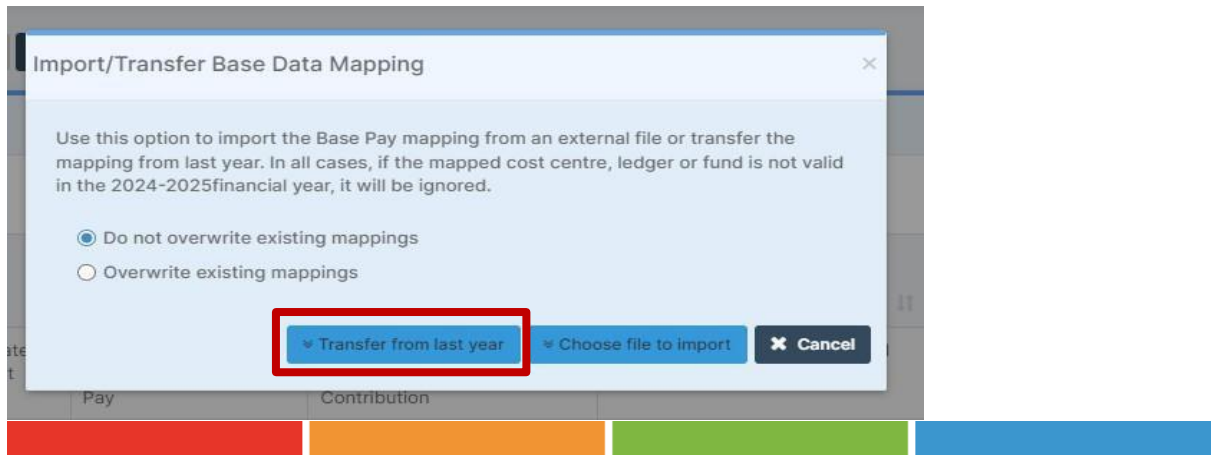 Import/Transfer Base Data Mapping
Use this option to import the Base Pay mapping from an external file or transfer the
mapping from last year. In all cases, if the mapped cost centre, ledger or fund is not valid
in the 2024-2025financial year, it will be ignored.
Do not overwrite existing mappings
Overwrite existing mappings
Transfer from last year
Choose file to import
Cancel
Pay
Contribution